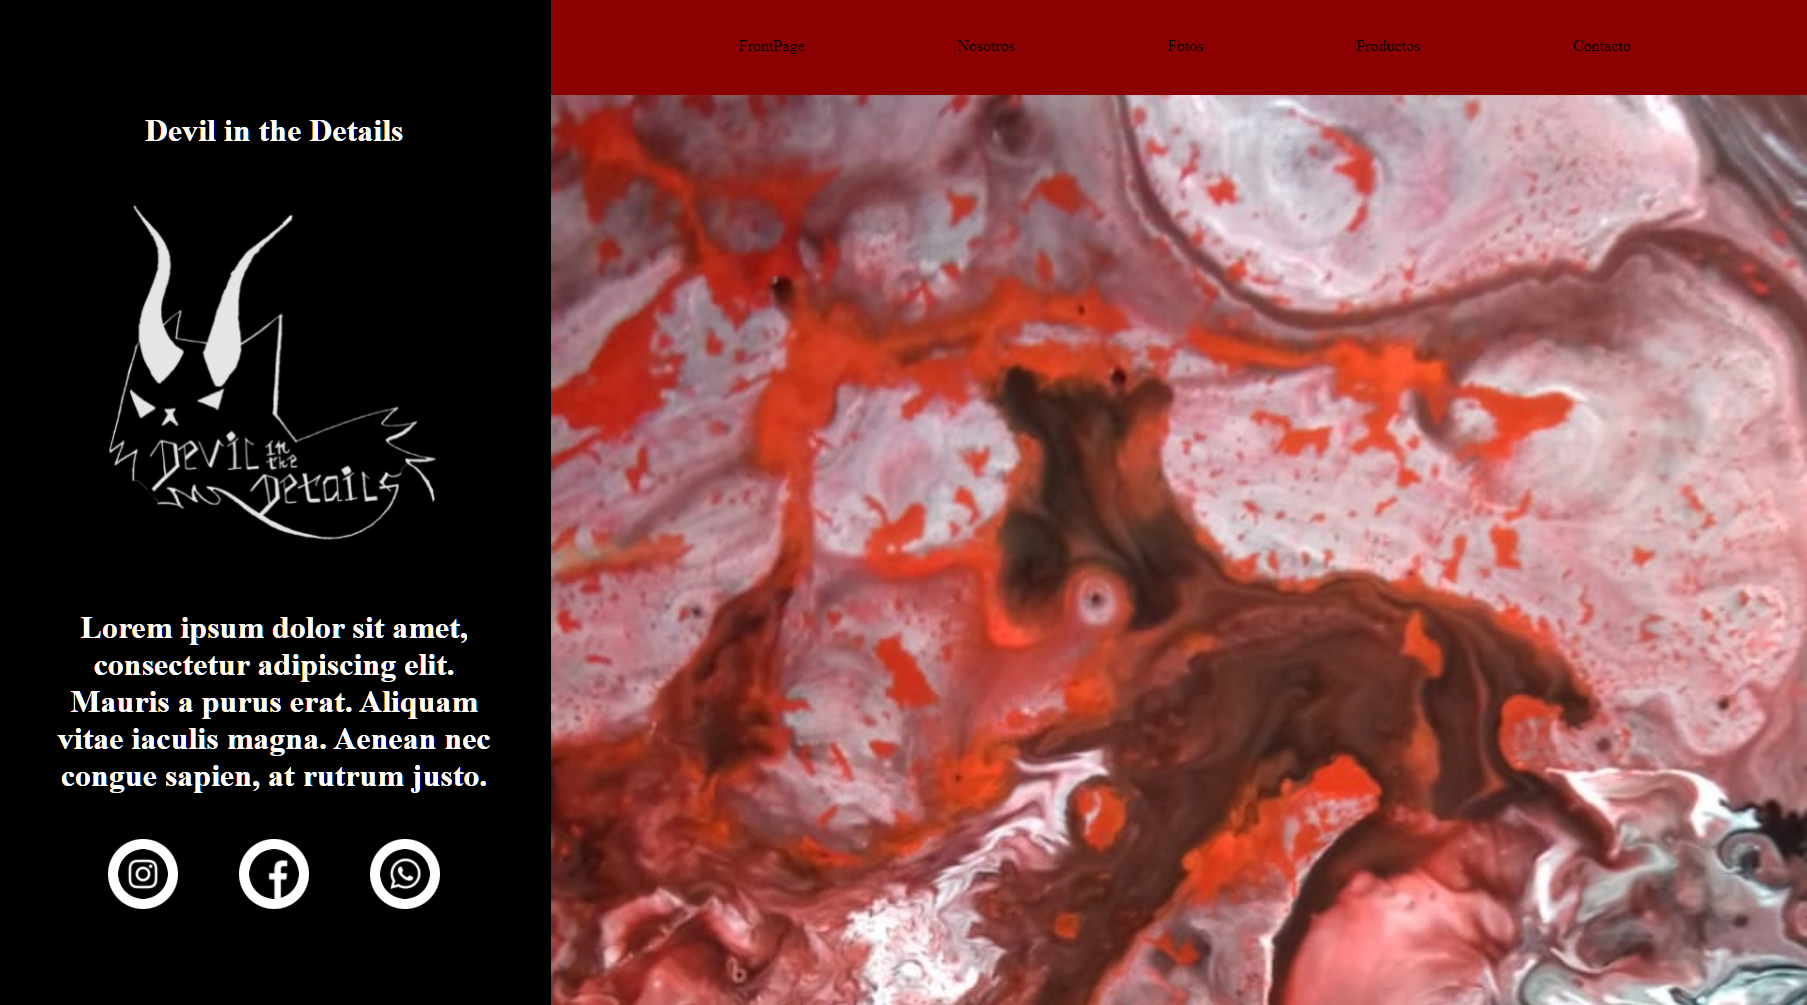 FrontPage Nosotros Fotos Productos Contacto
Devil in the Details
Devil in the
Details
Lorem ipsum dolor sit amet,
consectetur adipiscing elit.
Mauris a purus erat. Aliquam
vitae iaculis magna. Aenean nec
congue sapien, at rutrum justo.